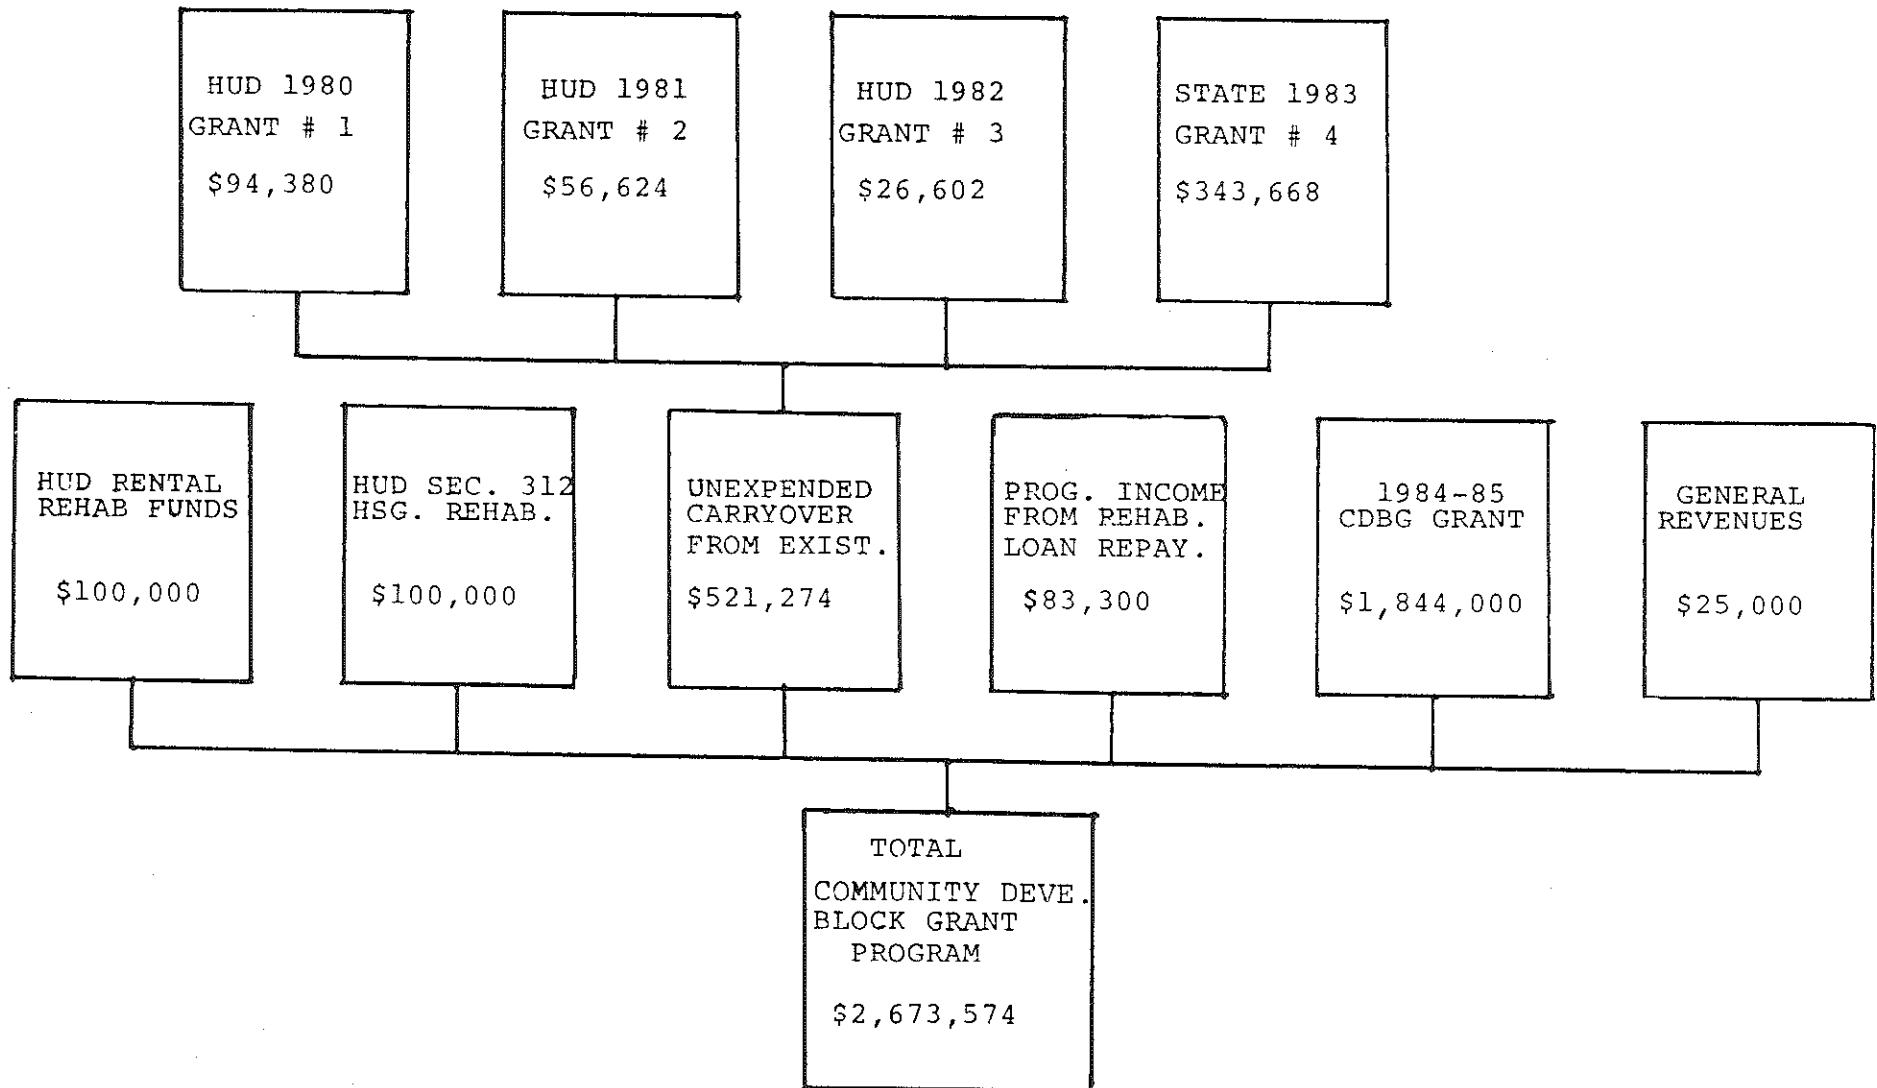 HUD 1980
GRANT # 1
$94,380
HUD 1981
GRANT # 2
$56,624
HUD 1982
GRANT # 3
$26,602
STATE 1983
GRANT # 4
$343,668
HUD RENTAL
REHAB FUNDS
$100,000
HUD SEC. 312
HSG. REHAB.
$100,000
UNEXPENDED
CARRYOVER
FROM EXIST.
$521,274
PROG. INCOME
FROM REHAB.
LOAN REPAY.
$83,300
1984-85
CDBG GRANT
$1,844,000
GENERAL
REVENUES
$25,000
TOTAL
COMMUNITY DEVE.
BLOCK GRANT
PROGRAM
$2,673,574